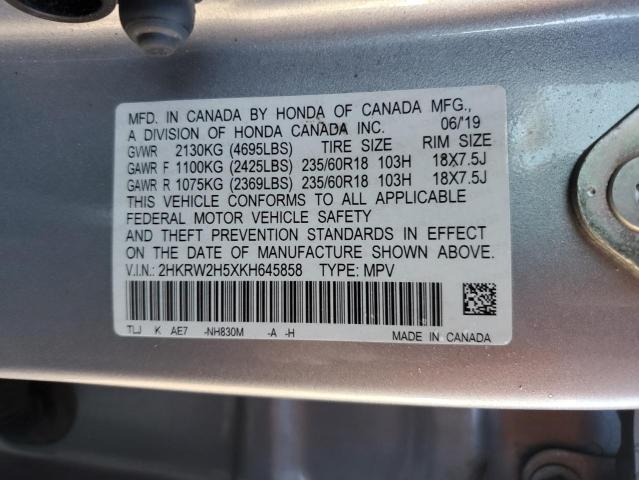 MFD. IN CANADA BY HONDA OF CANADA MFG.,
A DIVISION OF HONDA CANADA INC. 06/19
GVWR 2130KG (4695LBS) TIRE SIZE RIM SIZE
GAWR F 1100KG (2425LBS) 235/60R18 103H 18X7.5J
GAWR R 1075KG (2369LBS) 235/60R18 103H 18X7.5J
THIS VEHICLE CONFORMS TO ALL APPLICABLE
FEDERAL MOTOR VEHICLE SAFETY
AND THEFT PREVENTION STANDARDS IN EFFECT
ON THE DATE OF MANUFACTURE SHOWN ABOVE.
V.I.N.: 2HKRW2H5XKH645858 TYPE: MPV
TLJ K AE7 -NH830M -A -H MADE IN CANADA